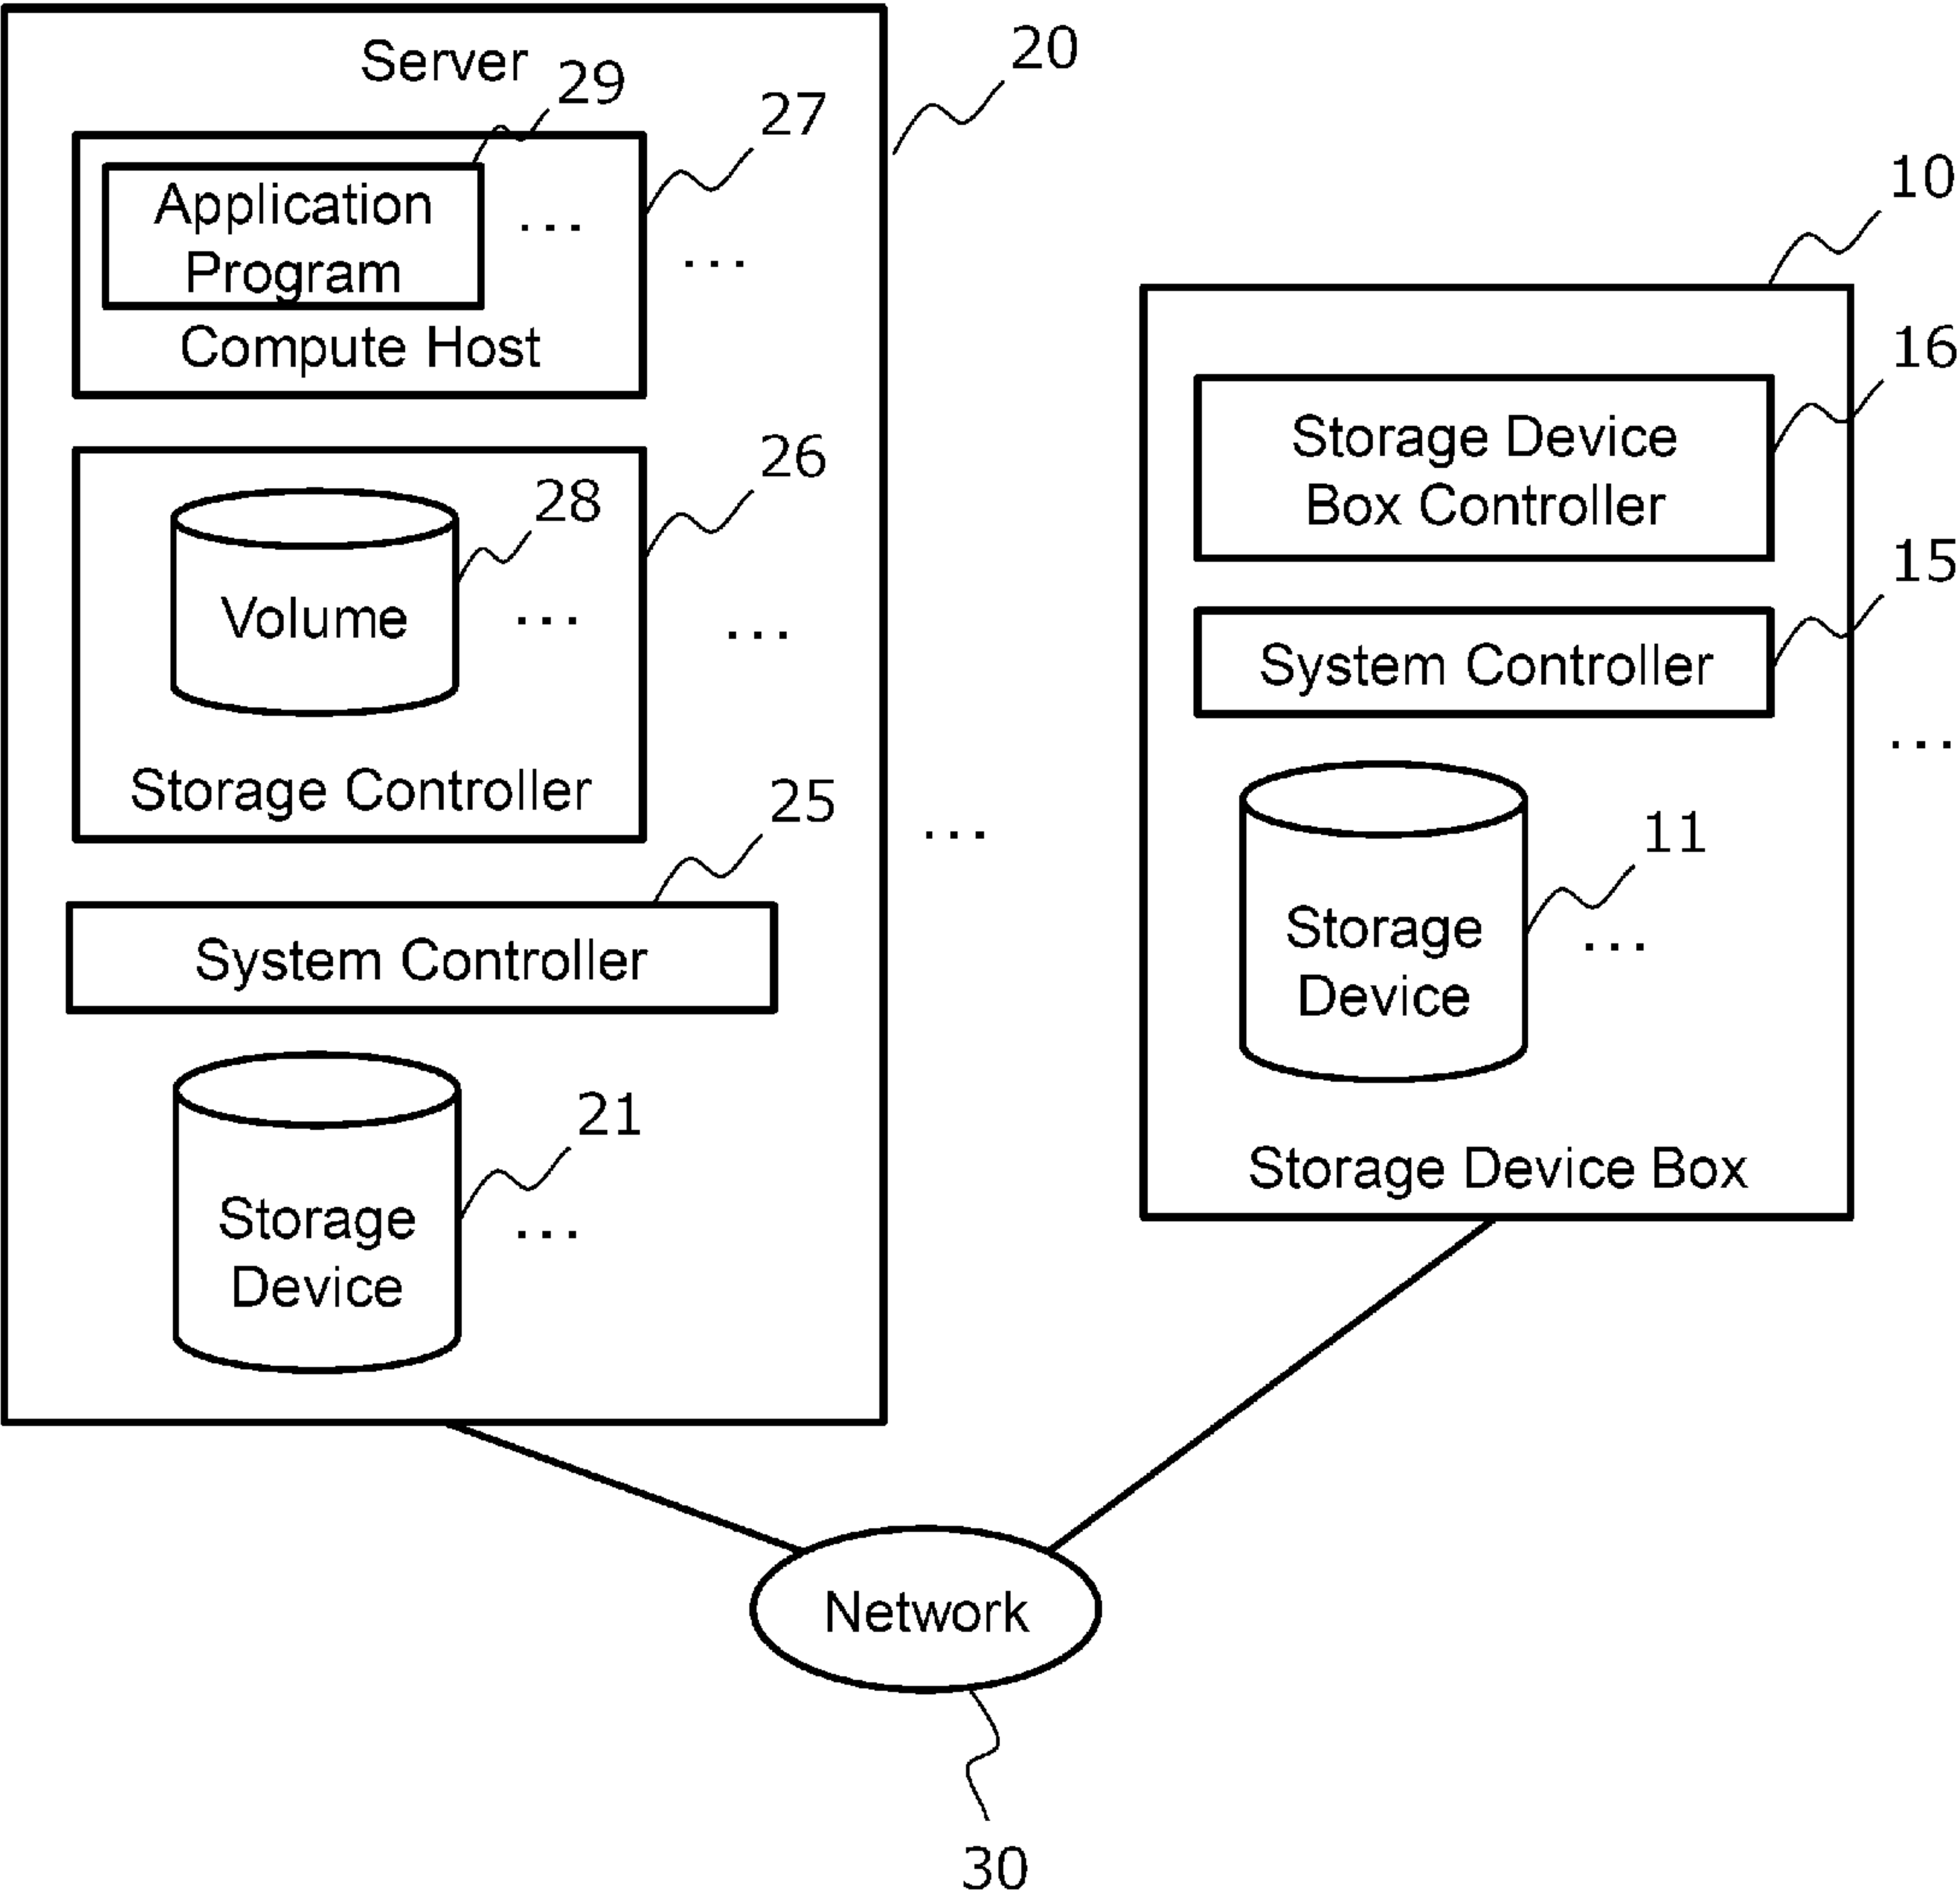 Server
20
29
27
Application
Program
...
...
Compute Host
26
28
Volume
...
...
Storage Controller
25
System Controller
21
Storage
Device
...
...
10
16
Storage Device
Box Controller
15
System Controller
...
11
Storage
Device
...
Storage Device Box
Network
30